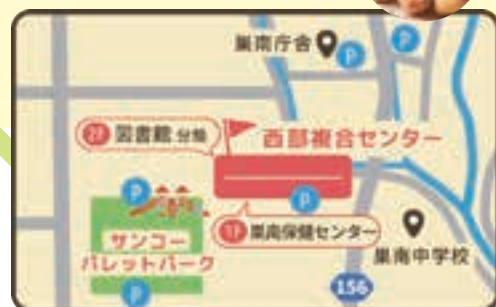 巣南庁舎
P
P
2F 図書館 分館
西部複合センター
P
P
1F 巣南保健センター
サンコー
パレットパーク
巣南中学校
P
156